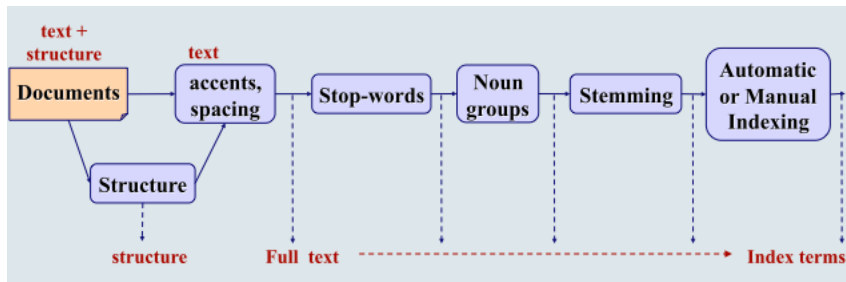 text +
structure
text
Documents
accents,
spacing
Stop-words
Noun
groups
Stemming
Automatic
or Manual
Indexing
Structure
structure
Full text
Index terms